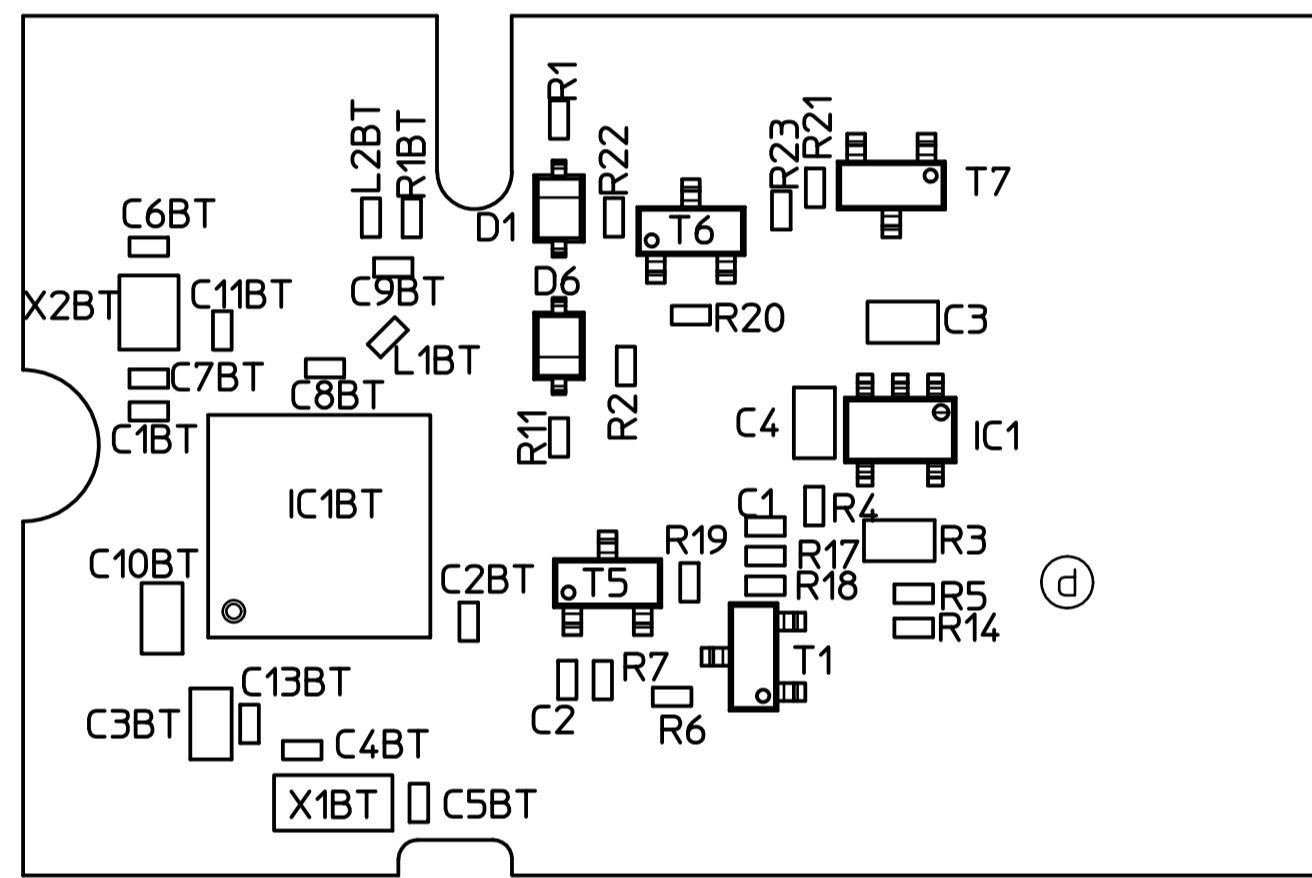 R1
L2BT
R1BT
R22
R23
R21
T7
C6BT
D1
T6
D6
X2BT
C11BT
C9BT
R20
C3
L1BT
C7BT
C8BT
R2
R11
C4
IC1
C1BT
IC1BT
C1
R4
R19
R17
R3
C10BT
C2BT
T5
R18
R5
d
R14
T1
R7
C13BT
C3BT
C2
R6
C4BT
X1BT
C5BT